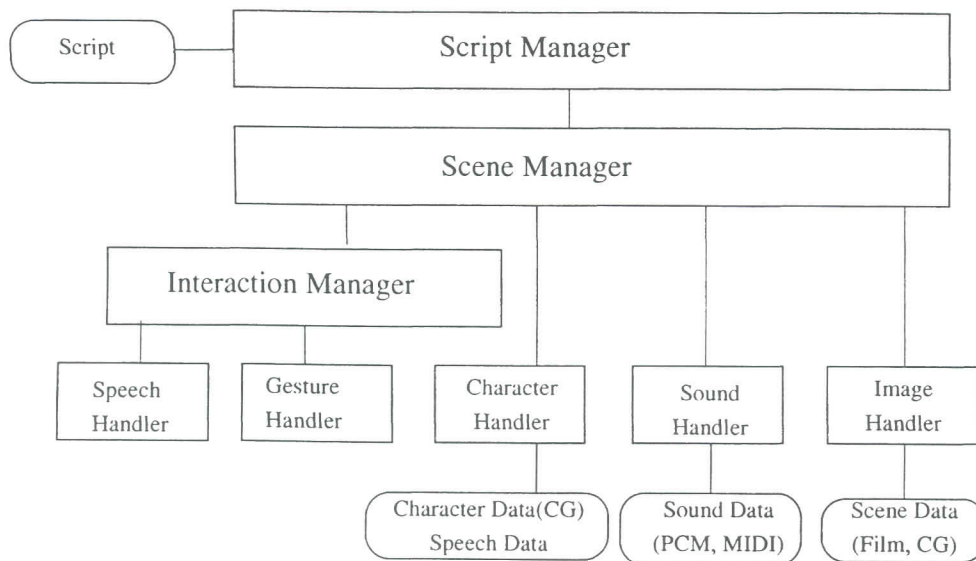 Script
Script Manager
Scene Manager
Interaction Manager
Speech
Handler
Gesture
Handler
Character
Handler
Sound
Handler
Image
Handler
Character Data(CG)
Speech Data
Sound Data
(PCM, MIDI)
Scene Data
(Film, CG)